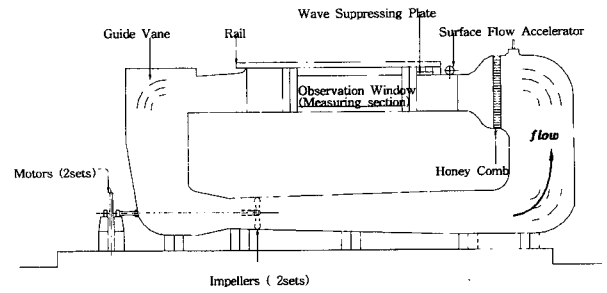 Wave Suppressing Plate
Guide Vane
Rail
Surface Flow Accelerator
Observation Window
(Measuring section)
flow
Motors (2sets)
Honey Comb
Impellers ( 2sets)